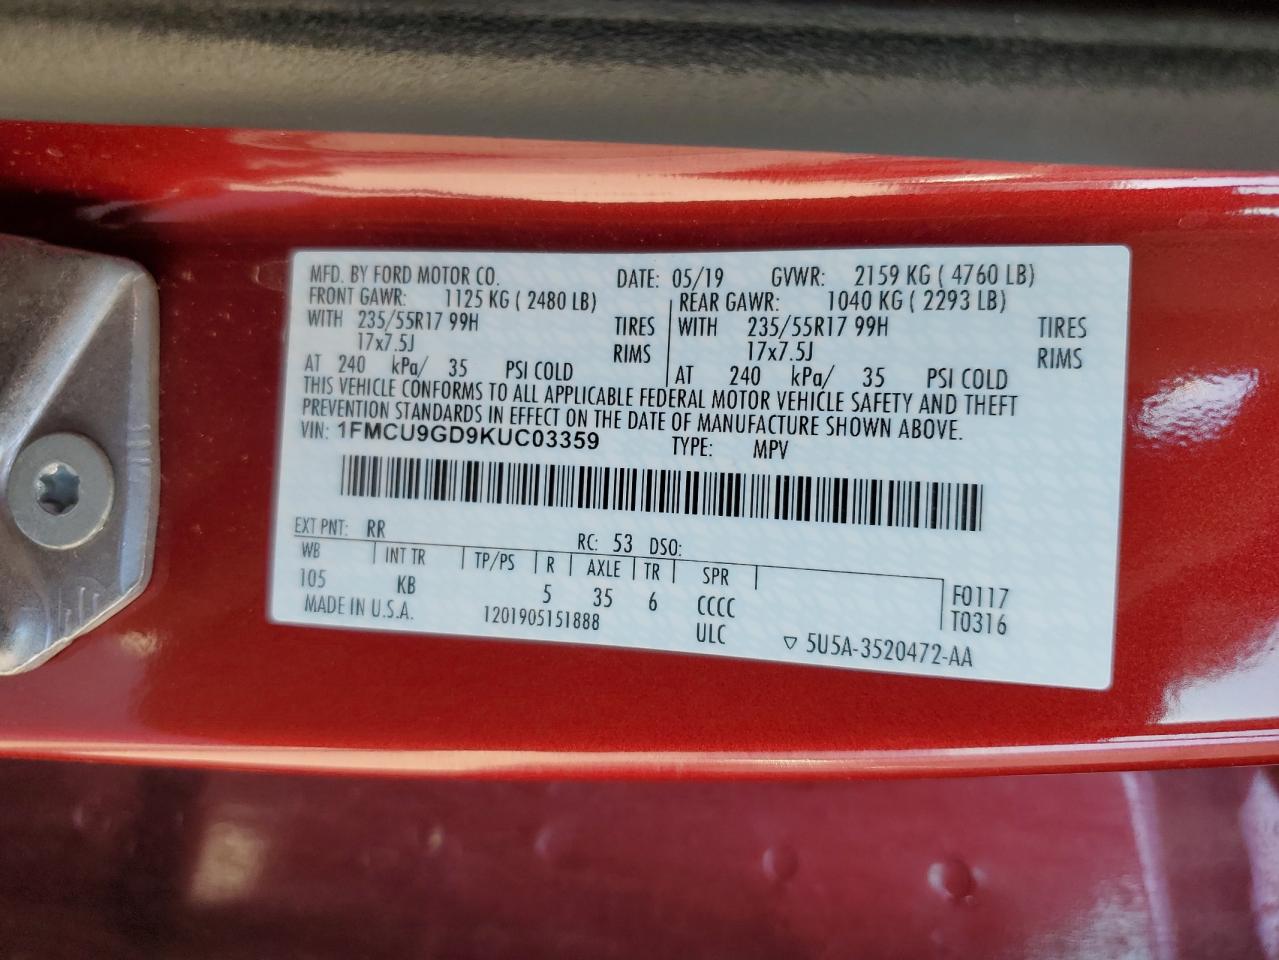 MFD. BY FORD MOTOR CO. DATE: 05/19 GVWR: 2159 KG ( 4760 LB)
FRONT GAWR: 1125 KG ( 2480 LB) REAR GAWR: 1040 KG ( 2293 LB)
WITH 235/55R17 99H TIRES WITH 235/55R17 99H TIRES
17x7.5J RIMS 17x7.5J RIMS
AT 240 kPa/ 35 PSI COLD AT 240 kPa/ 35 PSI COLD
THIS VEHICLE CONFORMS TO ALL APPLICABLE FEDERAL MOTOR VEHICLE SAFETY AND THEFT
PREVENTION STANDARDS IN EFFECT ON THE DATE OF MANUFACTURE SHOWN ABOVE.
VIN: 1FMCU9GD9KUC03359 TYPE: MPV
EXT PNT: RR RC: 53 DSO:
WB INT TR TP/PS R AXLE TR SPR
105 KB 5 35 6 CCCC F0117
MADE IN U.S.A. 1201905151888 ULC T0316
▽ 5U5A-3520472-AA